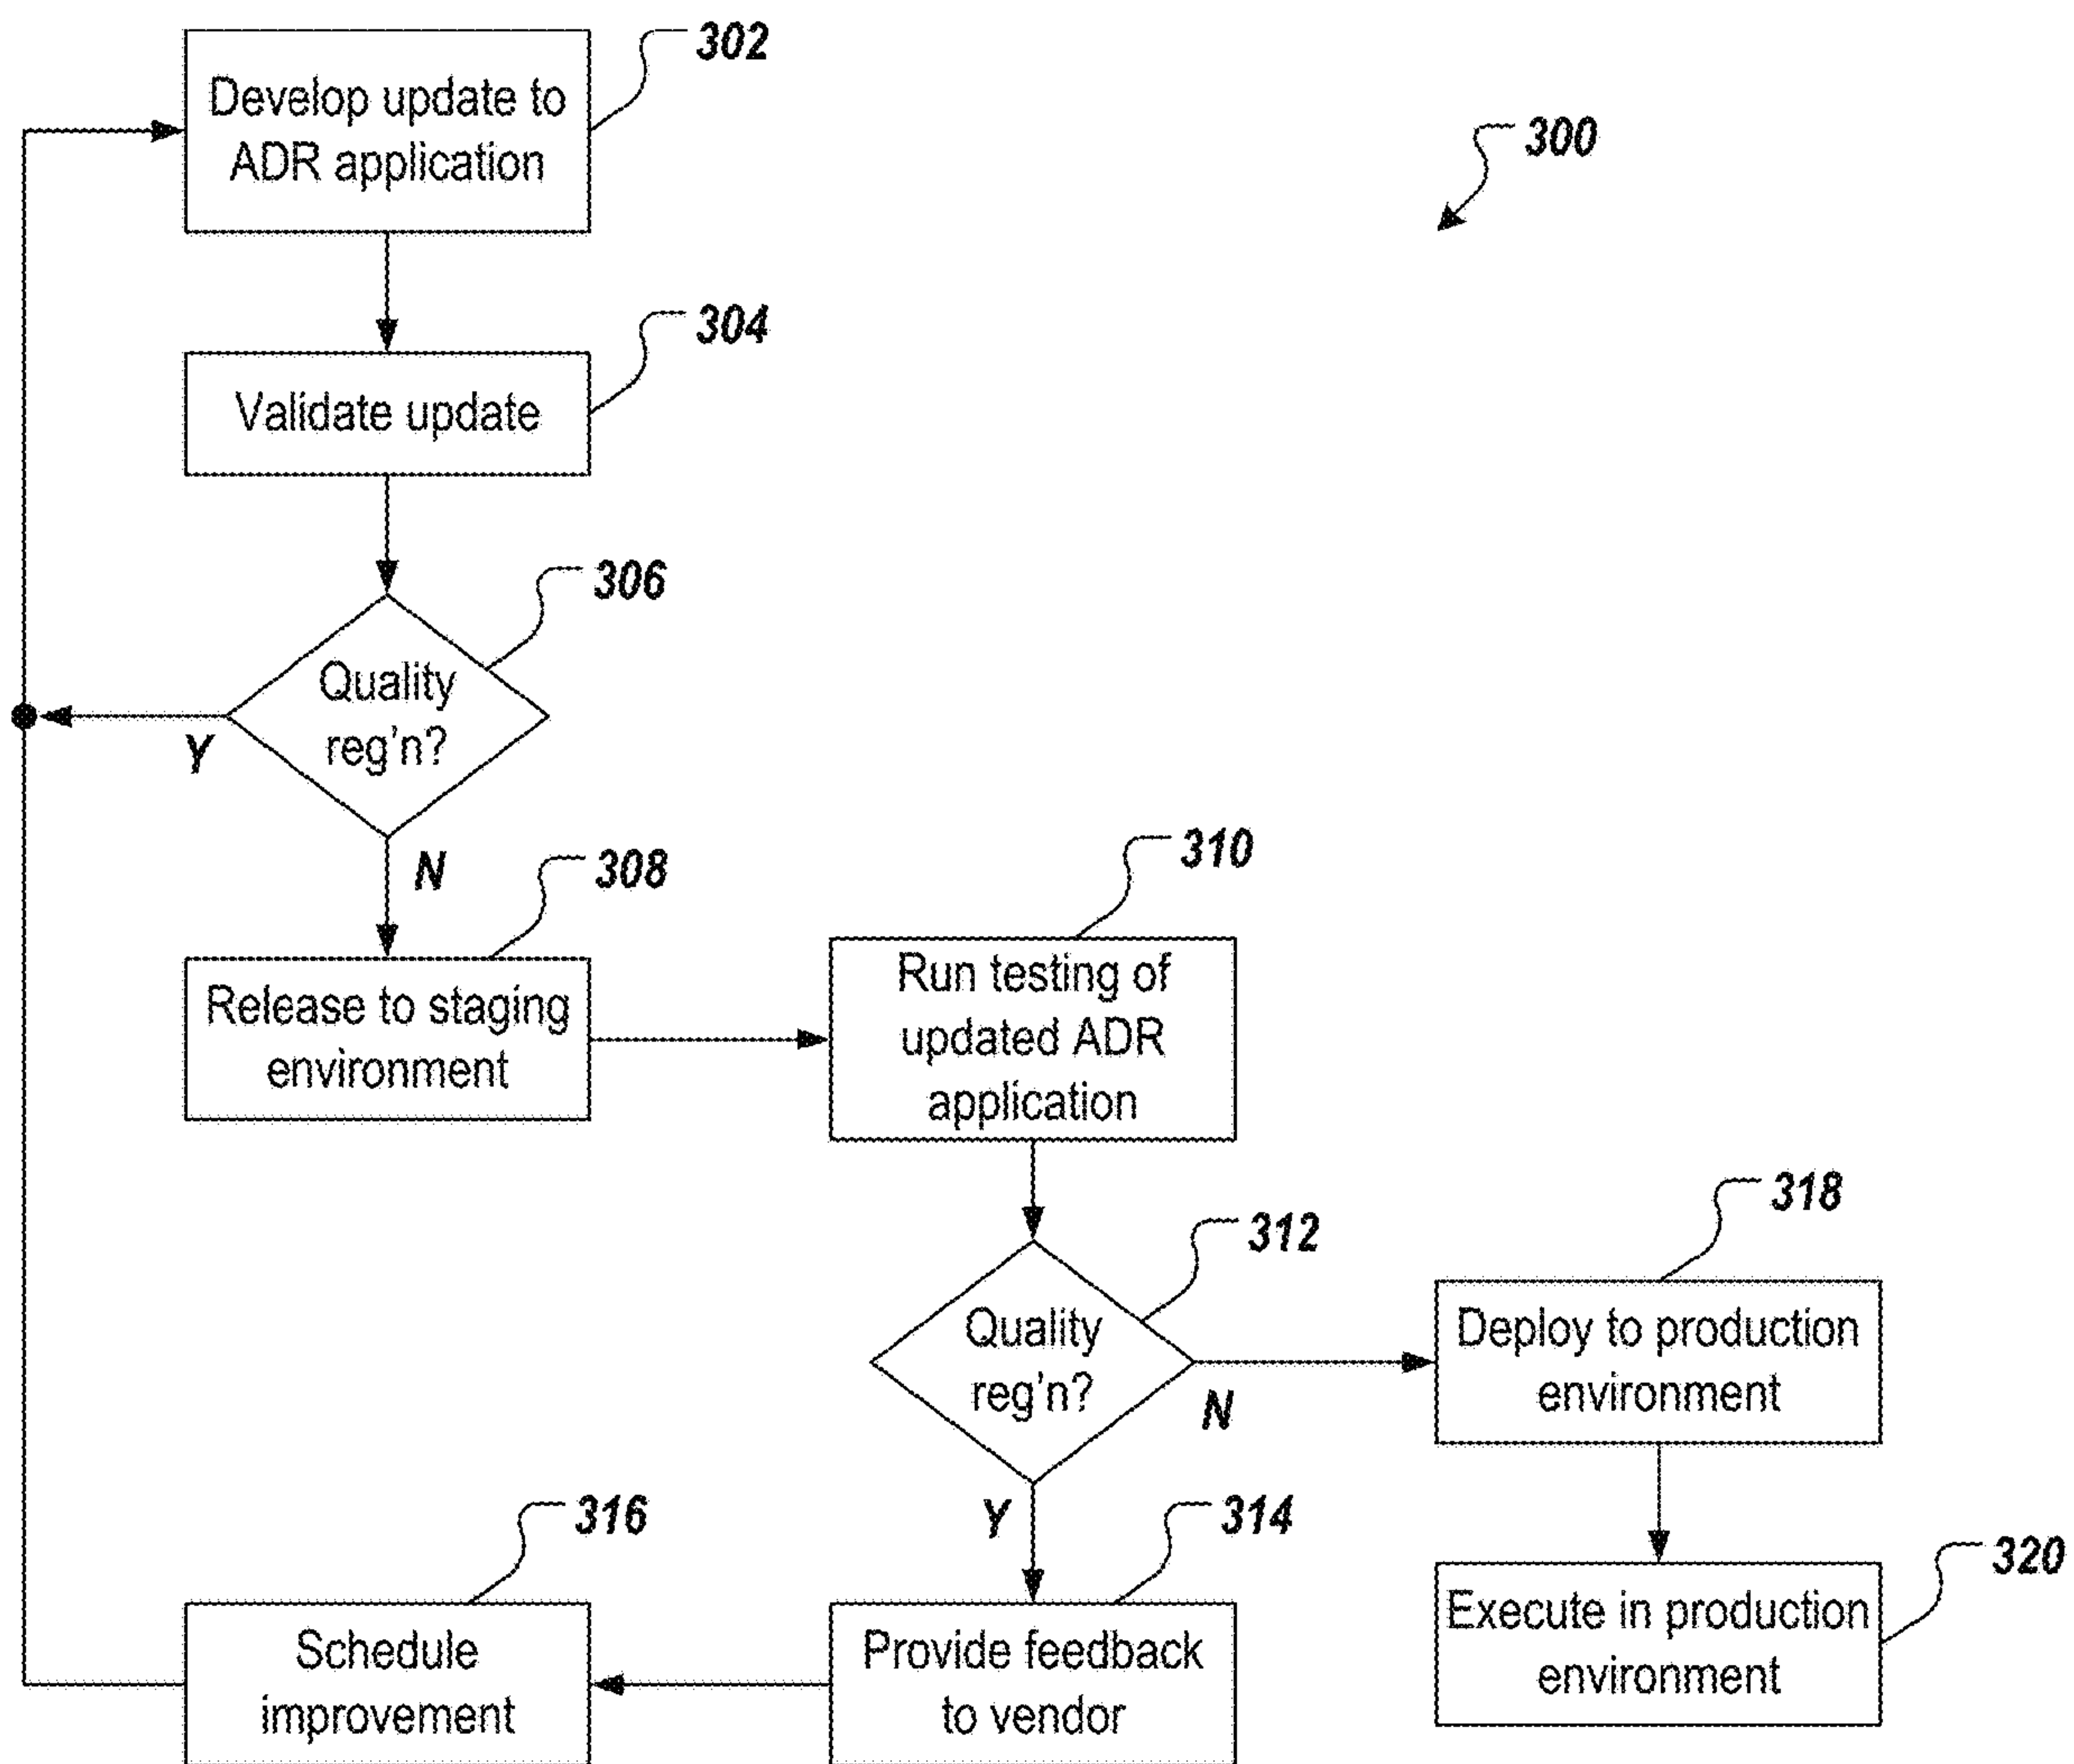 302
Develop update to
ADR application
300
304
Validate update
306
Quality
reg'n?
Y
N
308
Release to staging
environment
310
Run testing of
updated ADR
application
312
Quality
reg'n?
N
Y
318
Deploy to production
environment
314
Provide feedback
to vendor
316
Schedule
improvement
320
Execute in production
environment